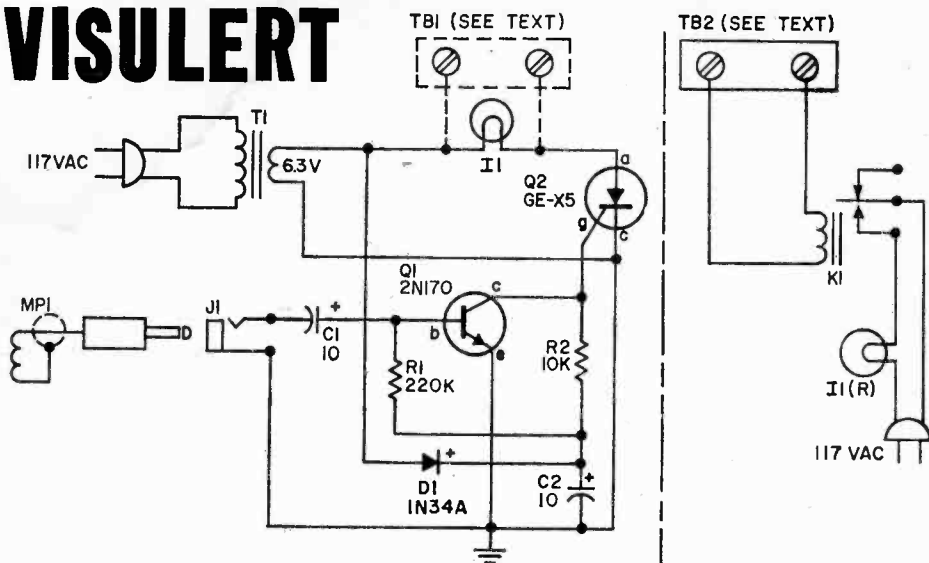 VISULERT
TB1 (SEE TEXT)
TB2 (SEE TEXT)
T1
117VAC
6.3V
I1
a
Q2
GE-X5
g
c
Q1
2N170
c
b
e
K1
MP1
D
J1
+
C1
10
R1
220K
R2
10K
I1(R)
+
D1
1N34A
C2
10
+
117 VAC